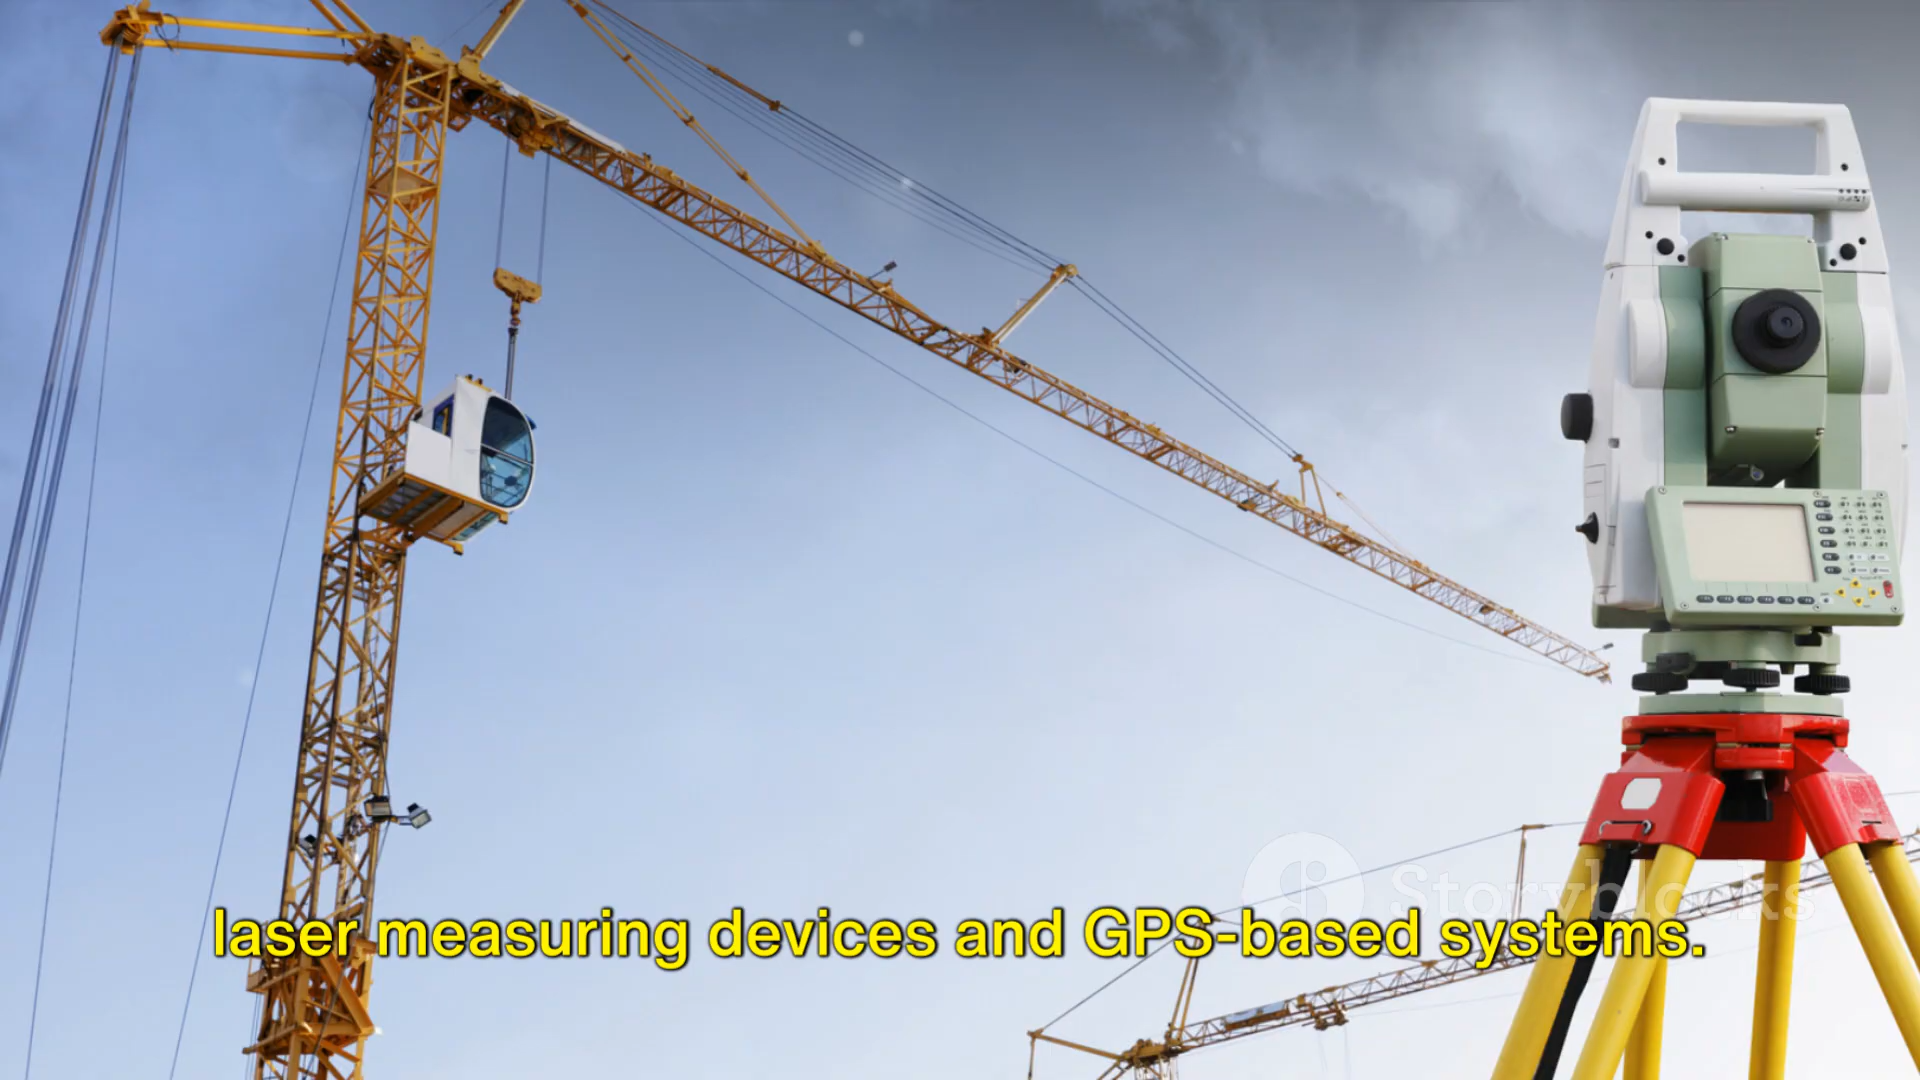 Storyblocks
laser measuring devices and GPS-based systems.